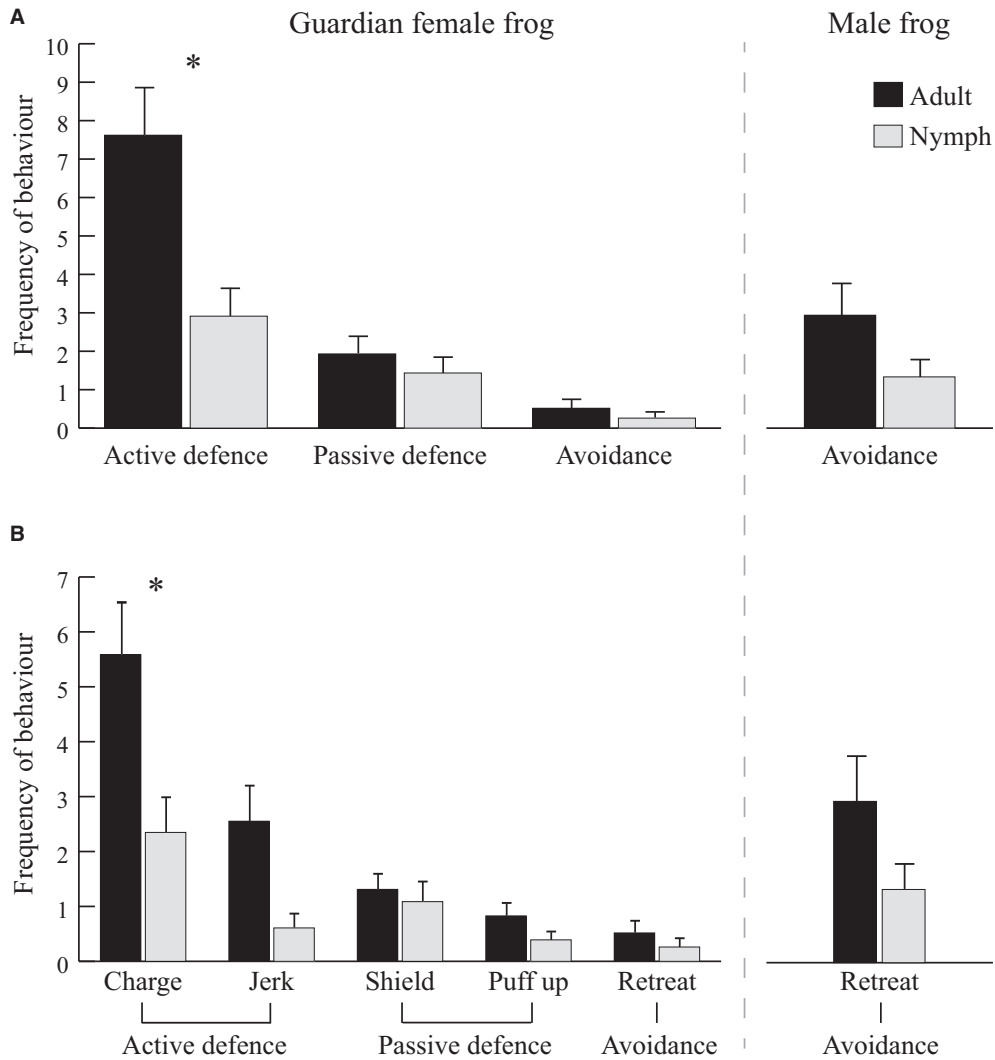 A
Guardian female frog
Male frog
Frequency of behaviour
10
9
8
7
6
5
4
3
2
1
0
*
Adult
Nymph
Active defence Passive defence Avoidance
Avoidance
B
Frequency of behaviour
7
6
5
4
3
2
1
0
*
Charge Jerk Shield Puff up Retreat
Retreat
Active defence Passive defence Avoidance
Avoidance